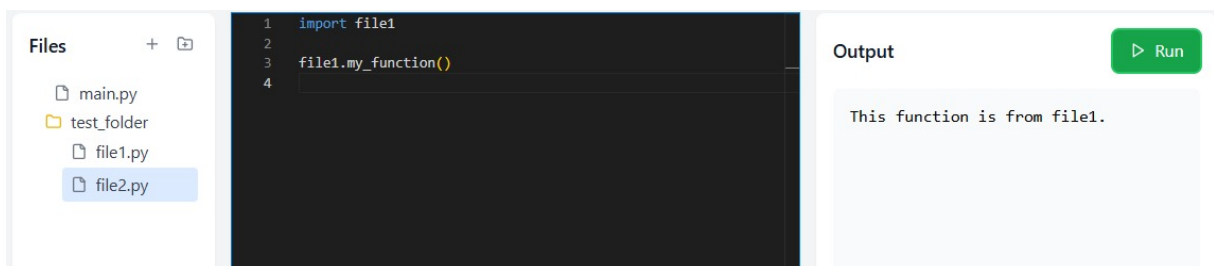 Files
main.py
test_folder
file1.py
file2.py
1 import file1
2
3 file1.my_function()
4
Output
Run
This function is from file1.